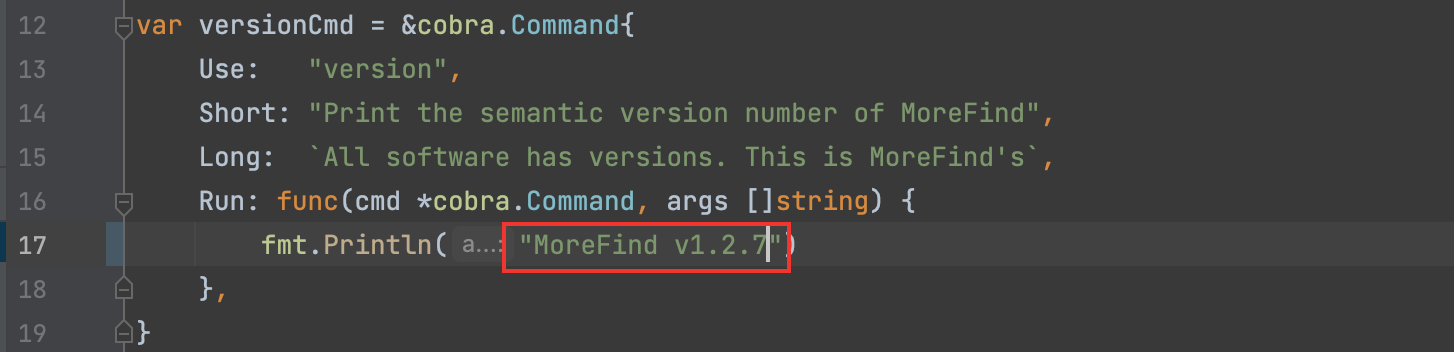 12 var versionCmd = &cobra.Command{
13 Use:   "version",
14 Short: "Print the semantic version number of MoreFind",
15 Long:  `All software has versions. This is MoreFind's`,
16 Run: func(cmd *cobra.Command, args []string) {
17 fmt.Println( a...: "MoreFind v1.2.7")
18 },
19 }